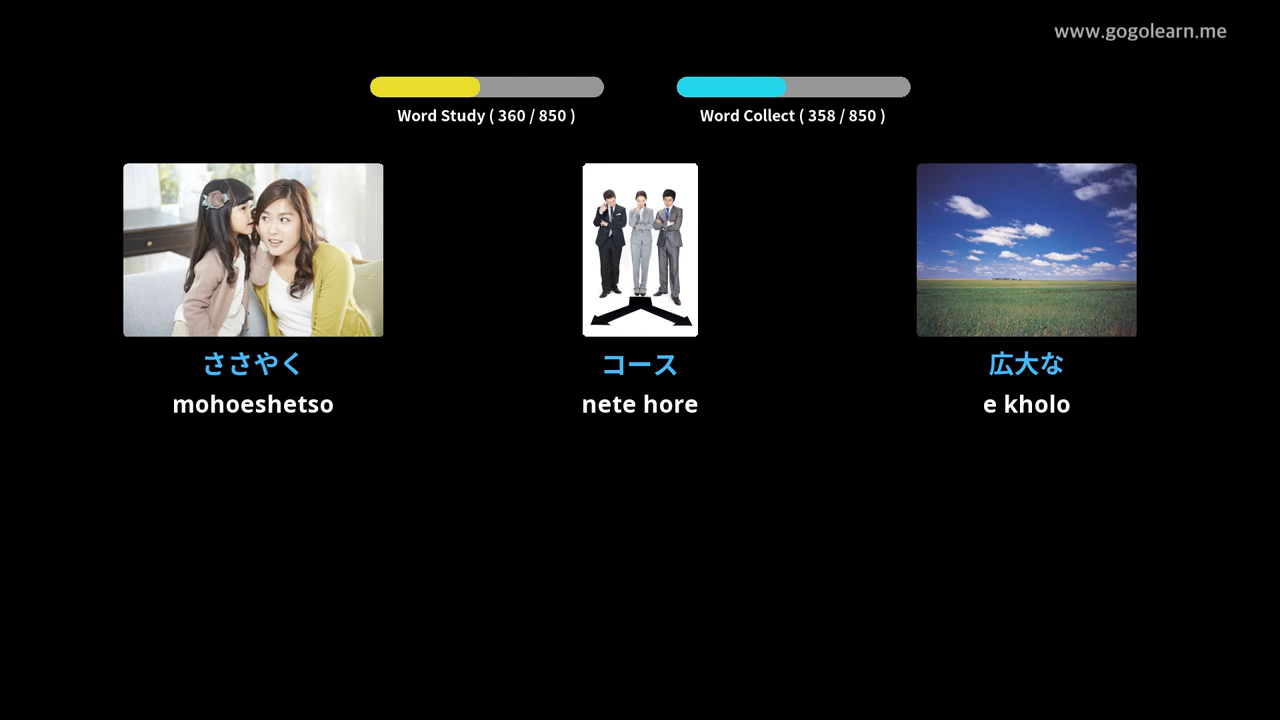 www.gogolearn.me
Word Study ( 360 / 850 )
Word Collect ( 358 / 850 )
ささやく
コース
広大な
mohoeshetso
nete hore
e kholo